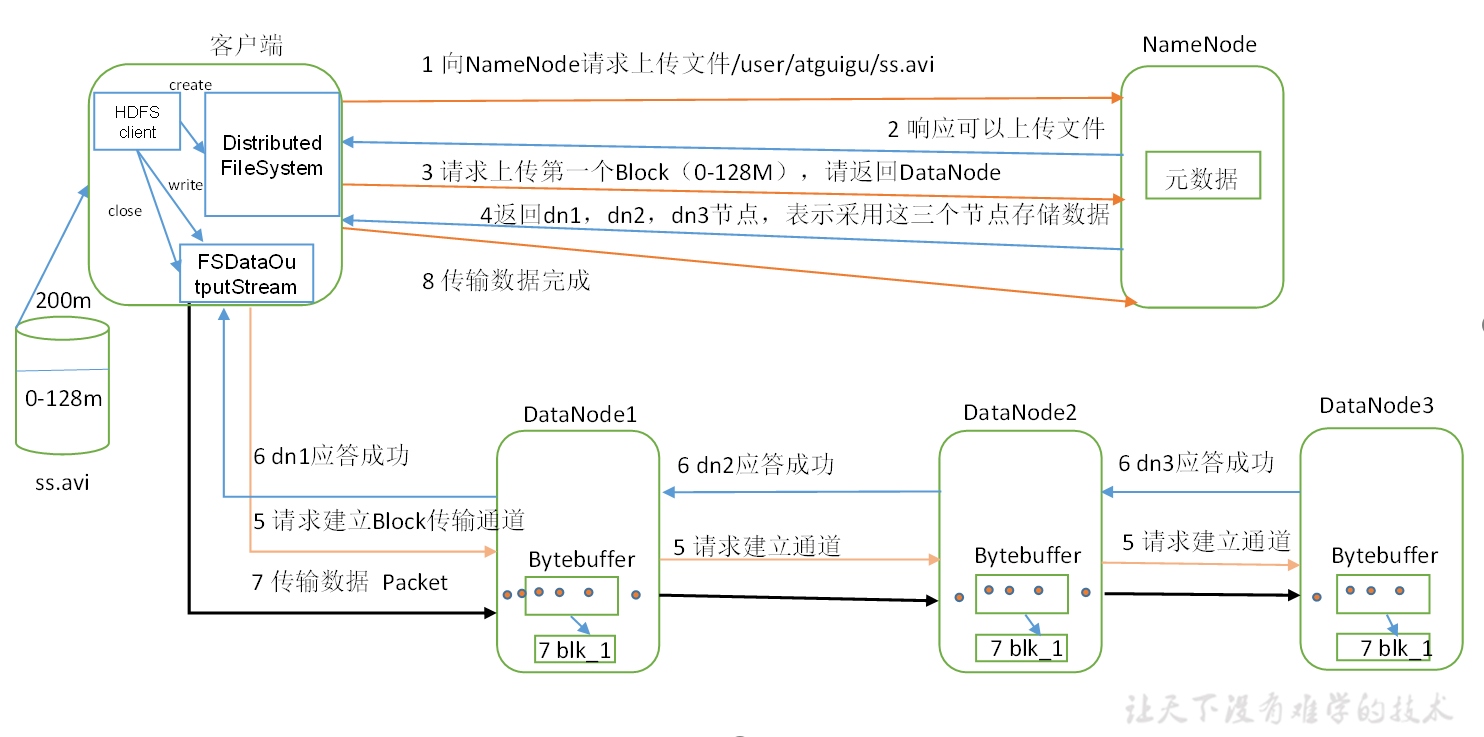 客户端
NameNode
1 向NameNode请求上传文件/user/atguigu/ss.avi
create
HDFS
client
Distributed
FileSystem
2 响应可以上传文件
3 请求上传第一个Block（0-128M），请返回DataNode
元数据
write
close
4返回dn1，dn2，dn3节点，表示采用这三个节点存储数据
FSDataOu
tputStream
8 传输数据完成
200m
0-128m
ss.avi
DataNode1
DataNode2
DataNode3
6 dn1应答成功
6 dn2应答成功
6 dn3应答成功
5 请求建立Block传输通道
5 请求建立通道
5 请求建立通道
Bytebuffer
Bytebuffer
Bytebuffer
7 传输数据 Packet
7 blk_1
7 blk_1
7 blk_1
让天下没有难学的技术